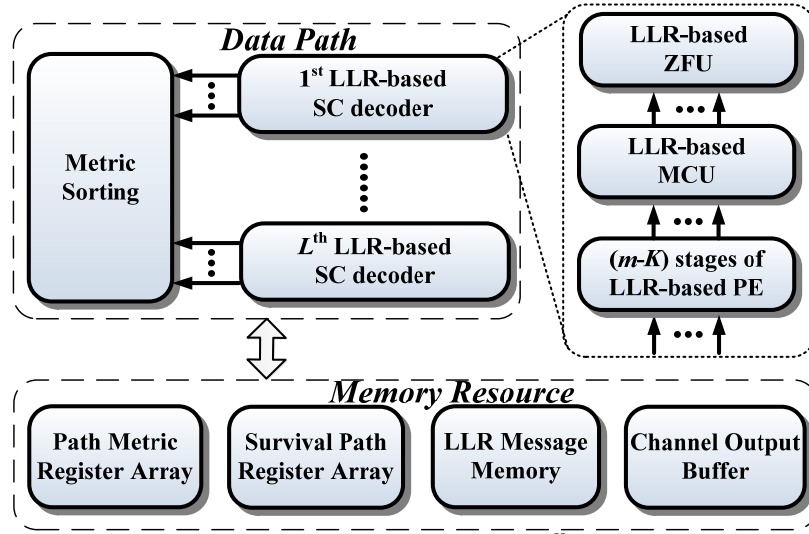 Data Path
Metric
Sorting
1st LLR-based
SC decoder
Lth LLR-based
SC decoder
LLR-based
ZFU
LLR-based
MCU
(m-K) stages of
LLR-based PE
Memory Resource
Path Metric
Register Array
Survival Path
Register Array
LLR Message
Memory
Channel Output
Buffer